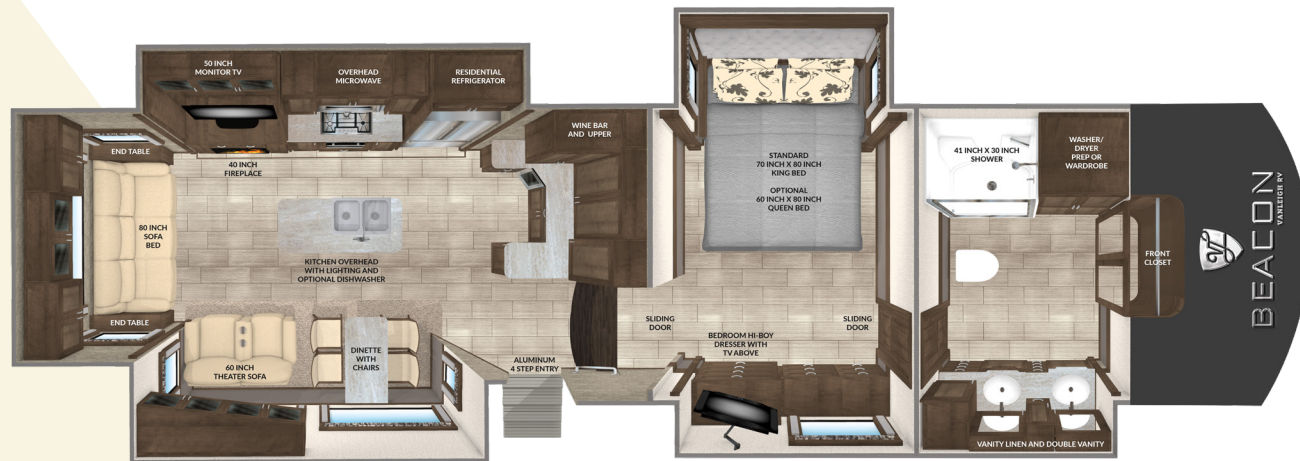 50 INCH
MONITOR TV
OVERHEAD
MICROWAVE
RESIDENTIAL
REFRIGERATOR
WINE BAR
AND UPPER
END TABLE
40 INCH
FIREPLACE
80 INCH
SOFA
BED
KITCHEN OVERHEAD
WITH LIGHTING AND
OPTIONAL DISHWASHER
END TABLE
60 INCH
THEATER SOFA
DINETTE
WITH
CHAIRS
ALUMINUM
4 STEP ENTRY
STANDARD
70 INCH X 80 INCH
KING BED
OPTIONAL
60 INCH X 80 INCH
QUEEN BED
SLIDING
DOOR
BEDROOM HI-BOY
DRESSER WITH
TV ABOVE
SLIDING
DOOR
41 INCH X 30 INCH
SHOWER
WASHER/
DRYER
PREP OR
WARDROBE
FRONT
CLOSET
VANITY LINEN AND DOUBLE VANITY
BEACON
VANLEIGH RV